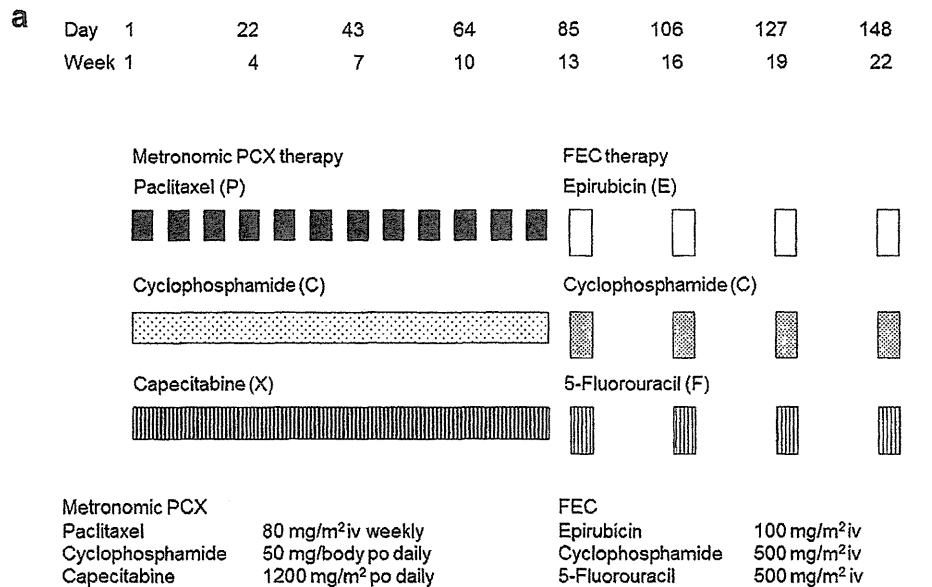 a
Day 1 22 43 64 85 106 127 148
Week 1 4 7 10 13 16 19 22
Metronomic PCX therapy
Paclitaxel (P)
Cyclophosphamide (C)
Capecitabine (X)
FEC therapy
Epirubicin (E)
Cyclophosphamide (C)
5-Fluorouracil (F)
Metronomic PCX
Paclitaxel 80 mg/m² iv weekly
Cyclophosphamide 50 mg/body po daily
Capecitabine 1200 mg/m² po daily
FEC
Epirubicin 100 mg/m² iv
Cyclophosphamide 500 mg/m² iv
5-Fluorouracil 500 mg/m² iv